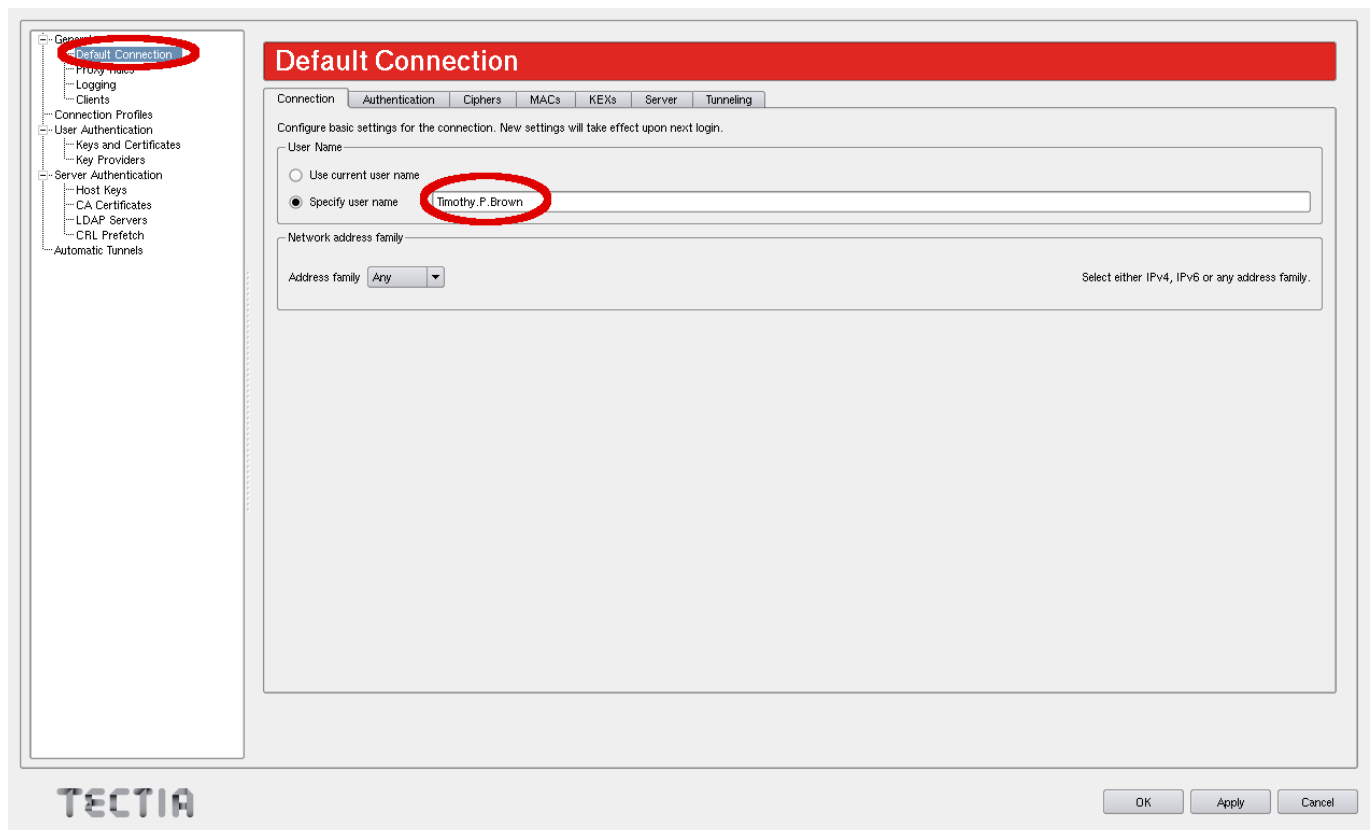 General
Default Connection
Proxy Rules
Logging
Clients
Connection Profiles
User Authentication
Keys and Certificates
Key Providers
Server Authentication
Host Keys
CA Certificates
LDAP Servers
CRL Prefetch
Automatic Tunnels
Default Connection
Connection Authentication Ciphers MACs KEXs Server Tunneling
Configure basic settings for the connection. New settings will take effect upon next login.
User Name
Use current user name
Specify user name Timothy.P.Brown
Network address family
Address family Any Select either IPv4, IPv6 or any address family.
TECTIA
OK Apply Cancel